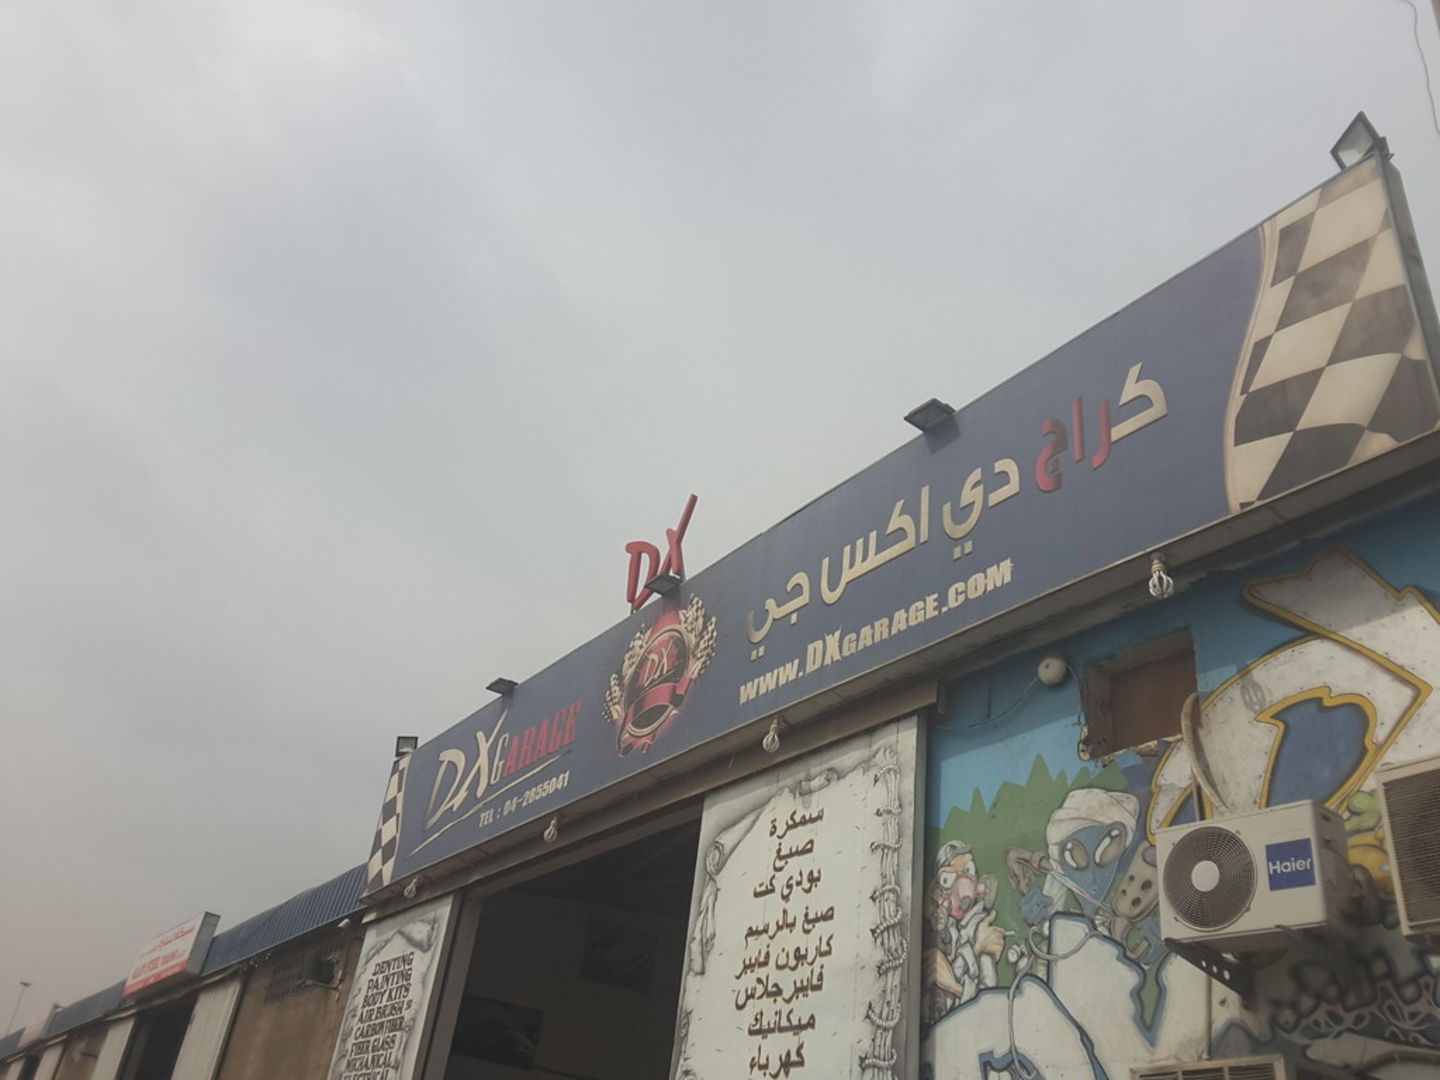 DX
كراج دي اكس جي
WWW.DXGARAGE.COM
DX
DXGARAGE
TEL : 04-2655041
سمكرة
صبغ
بودي كت
صبغ بالرسم
كاربون فايبر
فايبر جلاس
ميكانيك
كهرباء
DENTING
PAINTING
BODY KITS
AIR BRUSH
CARBON FIBER
FIBER GLASS
MECHANICAL
ELECTRICAL
Haier